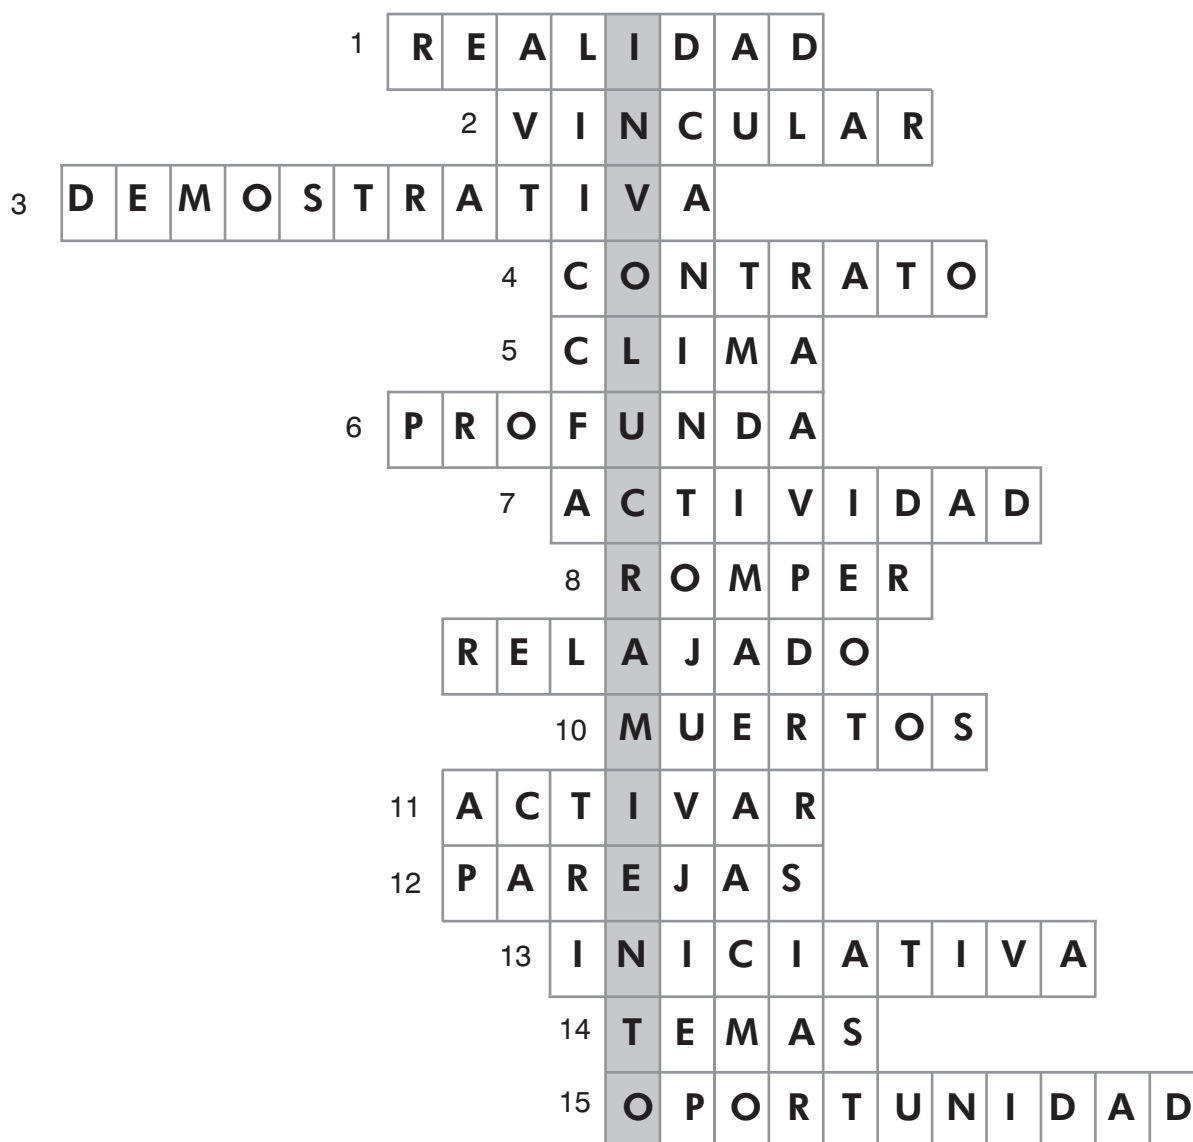 1 REALIDAD
2 VINCULAR
3 DEMOSTRATIVA
4 CONTRATO
5 CLIMA
6 PROFUNDA
7 ACTIVIDAD
8 ROMPER
RELAJADO
10 MUERTOS
11 ACTIVAR
12 PAREJAS
13 INICIATIVA
14 TEMAS
15 OPORTUNIDAD